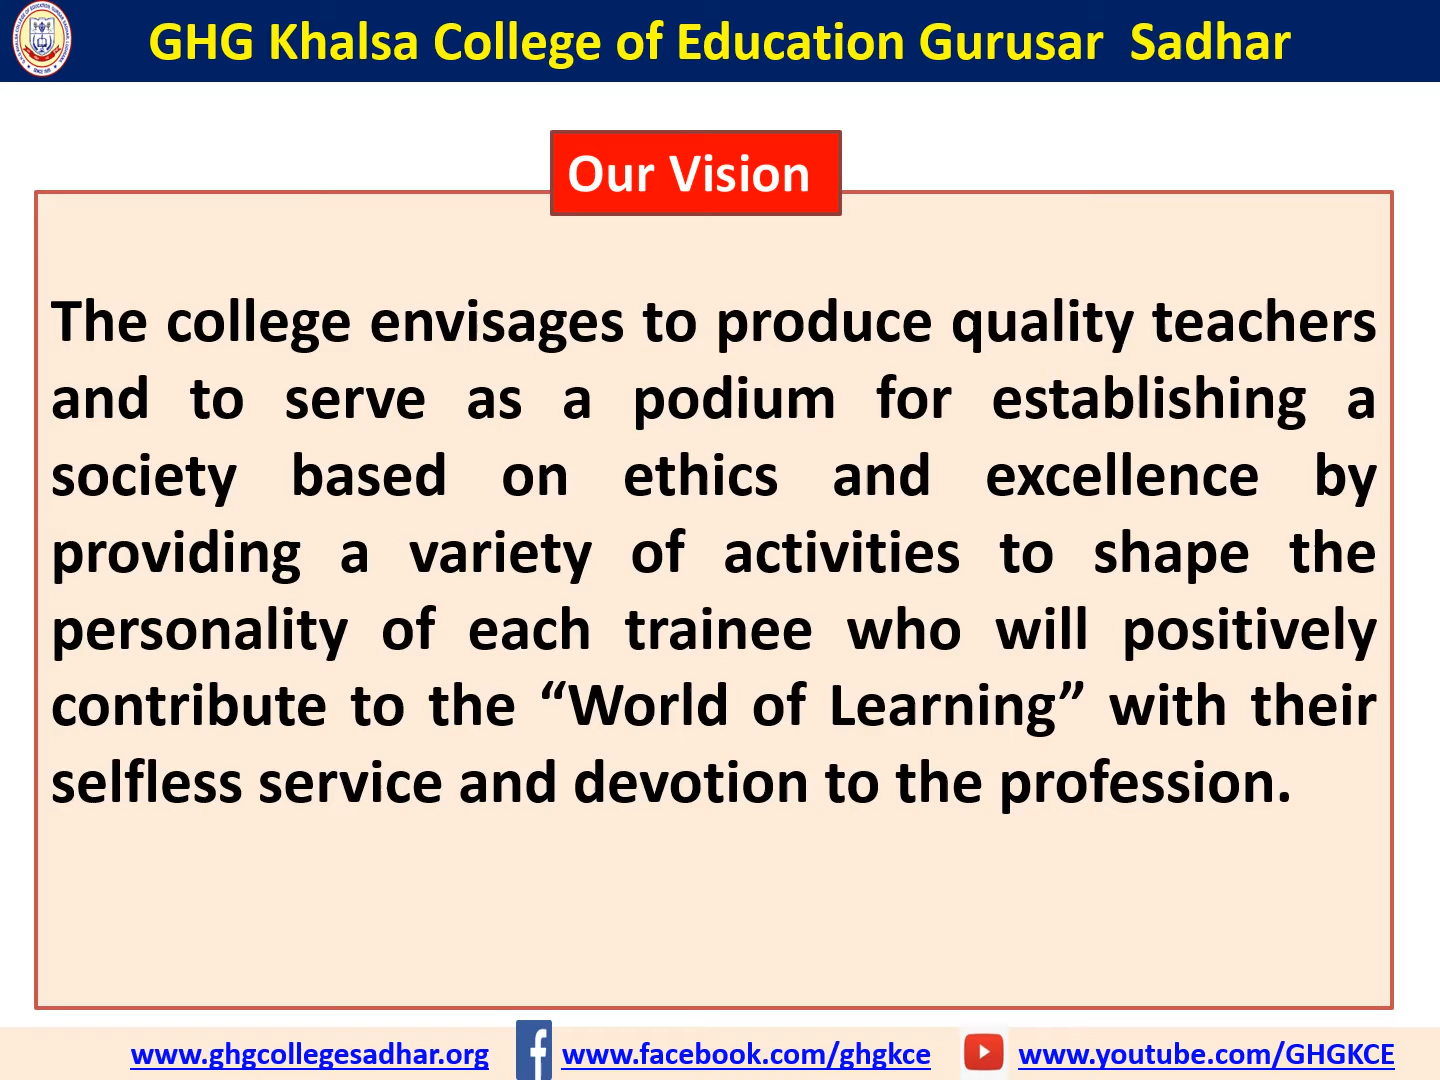 GHG Khalsa College of Education Gurusar Sadhar
Our Vision
The college envisages to produce quality teachers
and to serve as a podium for establishing a
society based on ethics and excellence by
providing a variety of activities to shape the
personality of each trainee who will positively
contribute to the “World of Learning” with their
selfless service and devotion to the profession.
www.ghgcollegesadhar.org
www.facebook.com/ghgkce
www.youtube.com/GHGKCE